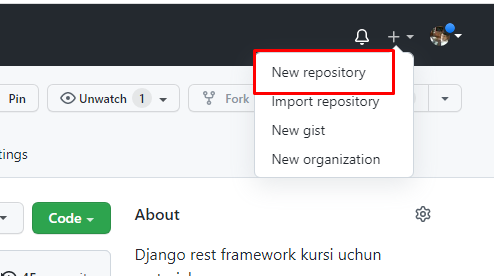 New repository
Pin
Unwatch 1
Fork
Import repository
New gist
tings
New organization
Code
About
Django rest framework kursi uchun